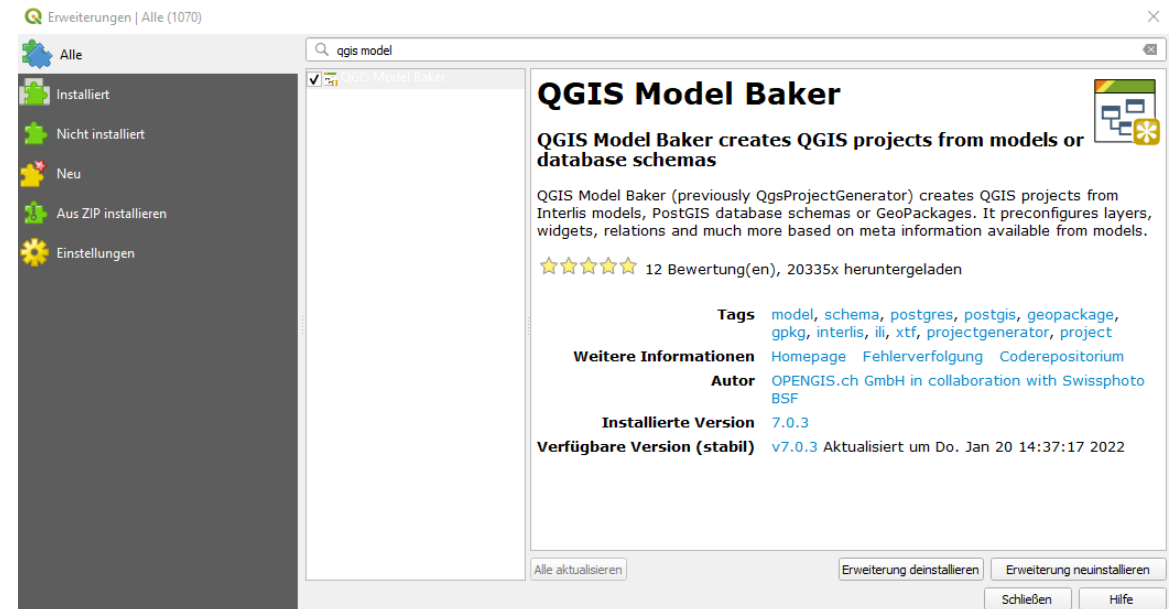 Erweiterungen | Alle (1070)
Alle
Installiert
Nicht installiert
Neu
Aus ZIP installieren
Einstellungen
qgis model
QGIS Model Baker
QGIS Model Baker
QGIS Model Baker creates QGIS projects from models or
database schemas
QGIS Model Baker (previously QgsProjectGenerator) creates QGIS projects from
Interlis models, PostGIS database schemas or GeoPackages. It preconfigures layers,
widgets, relations and much more based on meta information available from models.
12 Bewertung(en), 20335x heruntergeladen
Tags model, schema, postgres, postgis, geopackage,
gpkg, interlis, ili, xtf, projectgenerator, project
Weitere Informationen Homepage Fehlerverfolgung Coderepositorium
Autor OPENGIS.ch GmbH in collaboration with Swissphoto
BSF
Installierte Version 7.0.3
Verfügbare Version (stabil) v7.0.3 Aktualisiert um Do. Jan 20 14:37:17 2022
Alle aktualisieren Erweiterung deinstallieren Erweiterung neuinstallieren
Schließen Hilfe